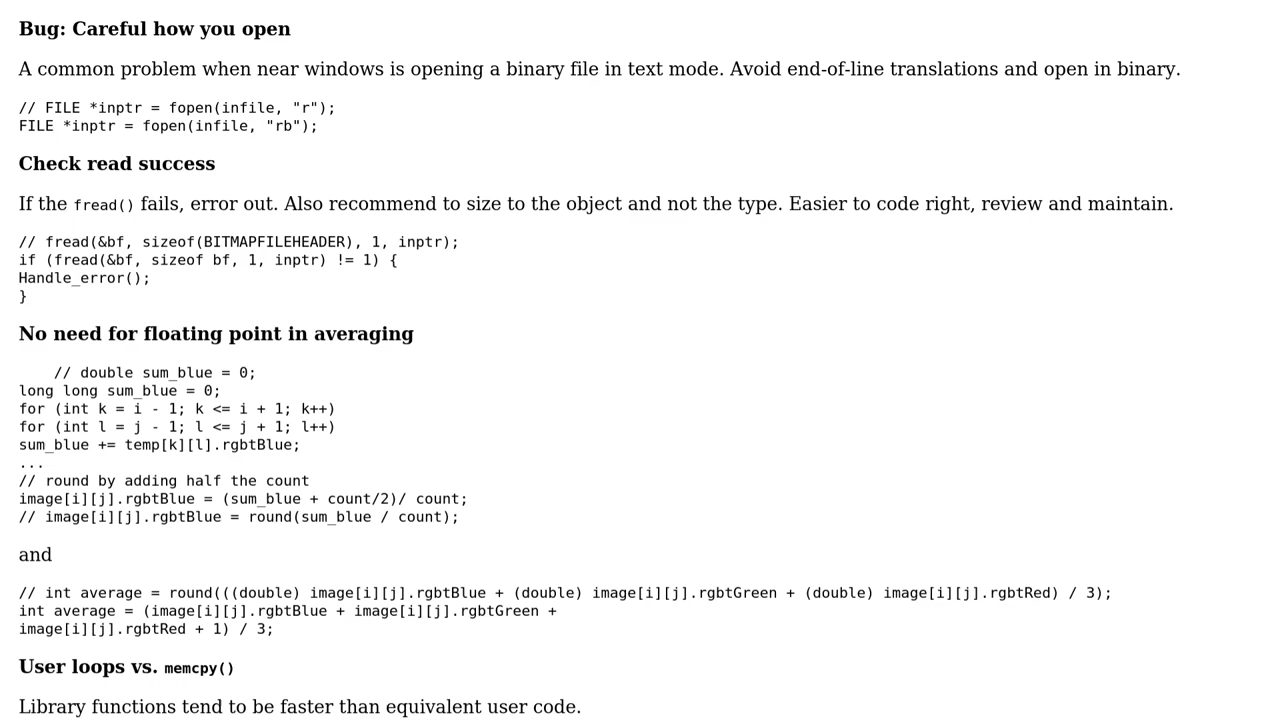 Bug: Careful how you open
A common problem when near windows is opening a binary file in text mode. Avoid end-of-line translations and open in binary.
// FILE *inptr = fopen(infile, "r");
FILE *inptr = fopen(infile, "rb");
Check read success
If the fread() fails, error out. Also recommend to size to the object and not the type. Easier to code right, review and maintain.
// fread(&bf, sizeof(BITMAPFILEHEADER), 1, inptr);
if (fread(&bf, sizeof bf, 1, inptr) != 1) {
Handle_error();
}
No need for floating point in averaging
    // double sum_blue = 0;
long long sum_blue = 0;
for (int k = i - 1; k <= i + 1; k++)
for (int l = j - 1; l <= j + 1; l++)
sum_blue += temp[k][l].rgbtBlue;
...
// round by adding half the count
image[i][j].rgbtBlue = (sum_blue + count/2)/ count;
// image[i][j].rgbtBlue = round(sum_blue / count);
and
// int average = round(((double) image[i][j].rgbtBlue + (double) image[i][j].rgbtGreen + (double) image[i][j].rgbtRed) / 3);
int average = (image[i][j].rgbtBlue + image[i][j].rgbtGreen +
image[i][j].rgbtRed + 1) / 3;
User loops vs. memcpy()
Library functions tend to be faster than equivalent user code.